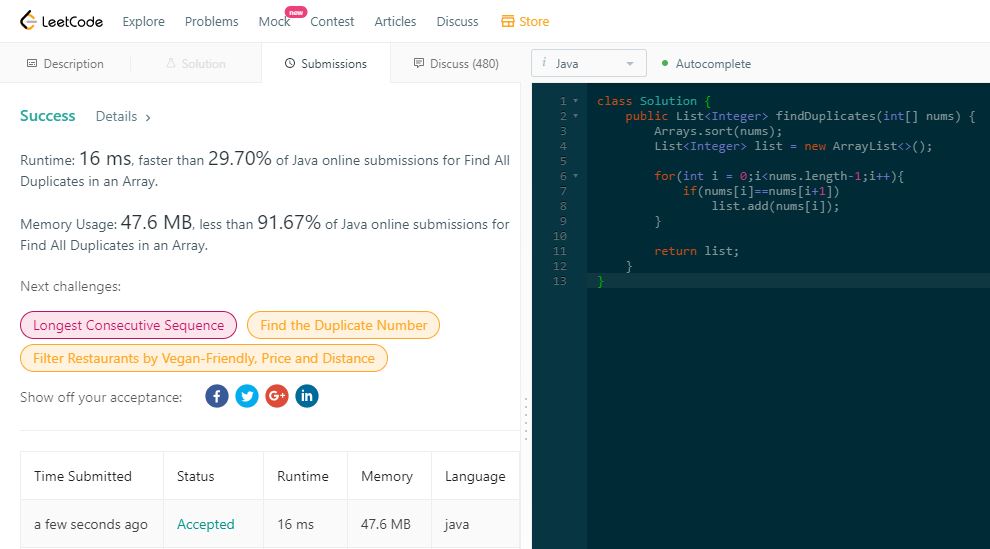 LeetCode Explore Problems Mock new Contest Articles Discuss Store
Description Solution Submissions Discuss (480)
Success Details >
Runtime: 16 ms, faster than 29.70% of Java online submissions for Find All
Duplicates in an Array.
Memory Usage: 47.6 MB, less than 91.67% of Java online submissions for
Find All Duplicates in an Array.
Next challenges:
Longest Consecutive Sequence Find the Duplicate Number
Filter Restaurants by Vegan-Friendly, Price and Distance
Show off your acceptance: f G+ in
Time Submitted Status Runtime Memory Language
a few seconds ago Accepted 16 ms 47.6 MB java
i Java Autocomplete
1 class Solution {
2 public List<Integer> findDuplicates(int[] nums) {
3 Arrays.sort(nums);
4 List<Integer> list = new ArrayList<>();
5
6 for(int i = 0;i<nums.length-1;i++){
7 if(nums[i]==nums[i+1])
8 list.add(nums[i]);
9 }
10
11 return list;
12 }
13 }